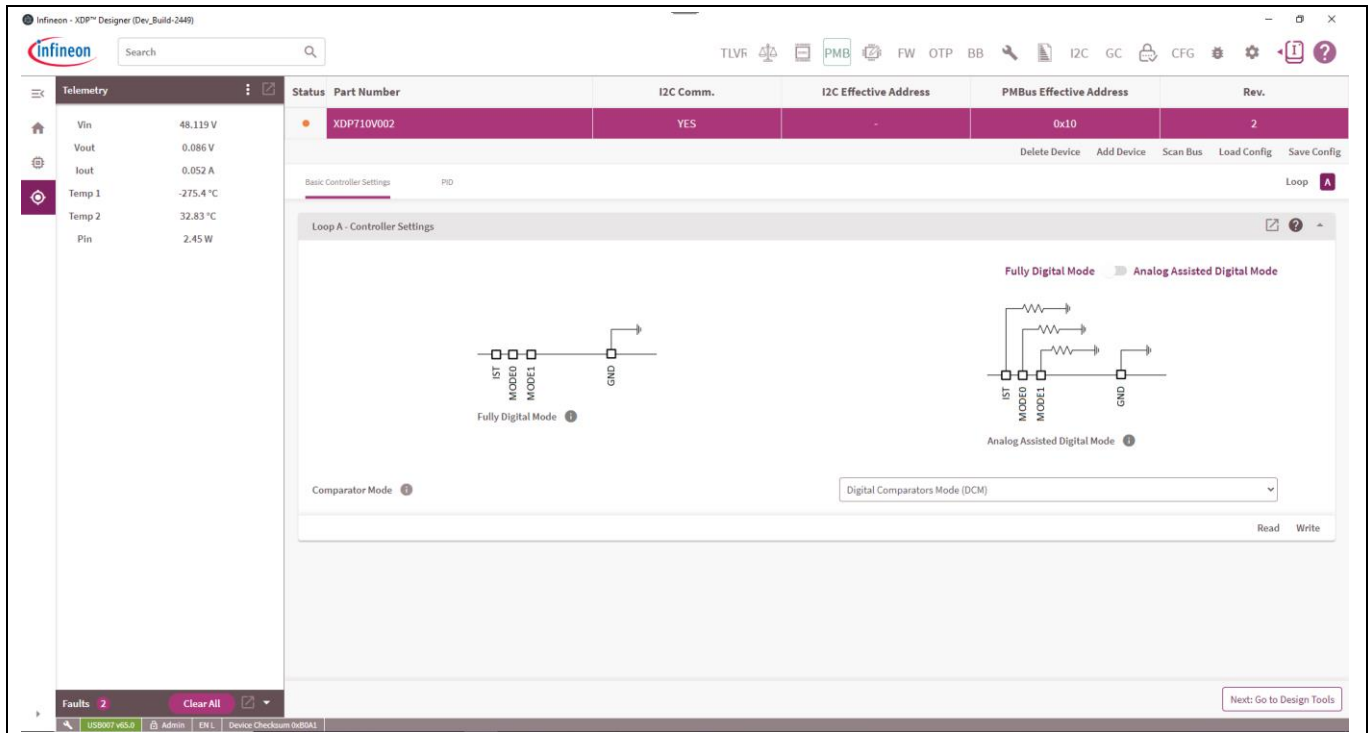 Infineon - XDP™ Designer (Dev_Build-2449)
infineon
Search
TLVR PMB FW OTP BB I2C GC CFG I ?
Telemetry
Vin 48.119 V
Vout 0.086 V
Iout 0.052 A
Temp 1 -275.4 °C
Temp 2 32.83 °C
Pin 2.45 W
Status Part Number I2C Comm. I2C Effective Address PMBus Effective Address Rev.
XDP710V002 YES - 0x10 2
Delete Device Add Device Scan Bus Load Config Save Config
Basic Controller Settings PID Loop A
Loop A - Controller Settings ?
Fully Digital Mode Analog Assisted Digital Mode
IST
MODE0
MODE1
GND
Fully Digital Mode i
IST
MODE0
MODE1
GND
Analog Assisted Digital Mode i
Comparator Mode i Digital Comparators Mode (DCM)
Read Write
Next: Go to Design Tools
Faults 2 Clear All
USB007 v65.0 Admin EN L Device Checksum 0xB0A1